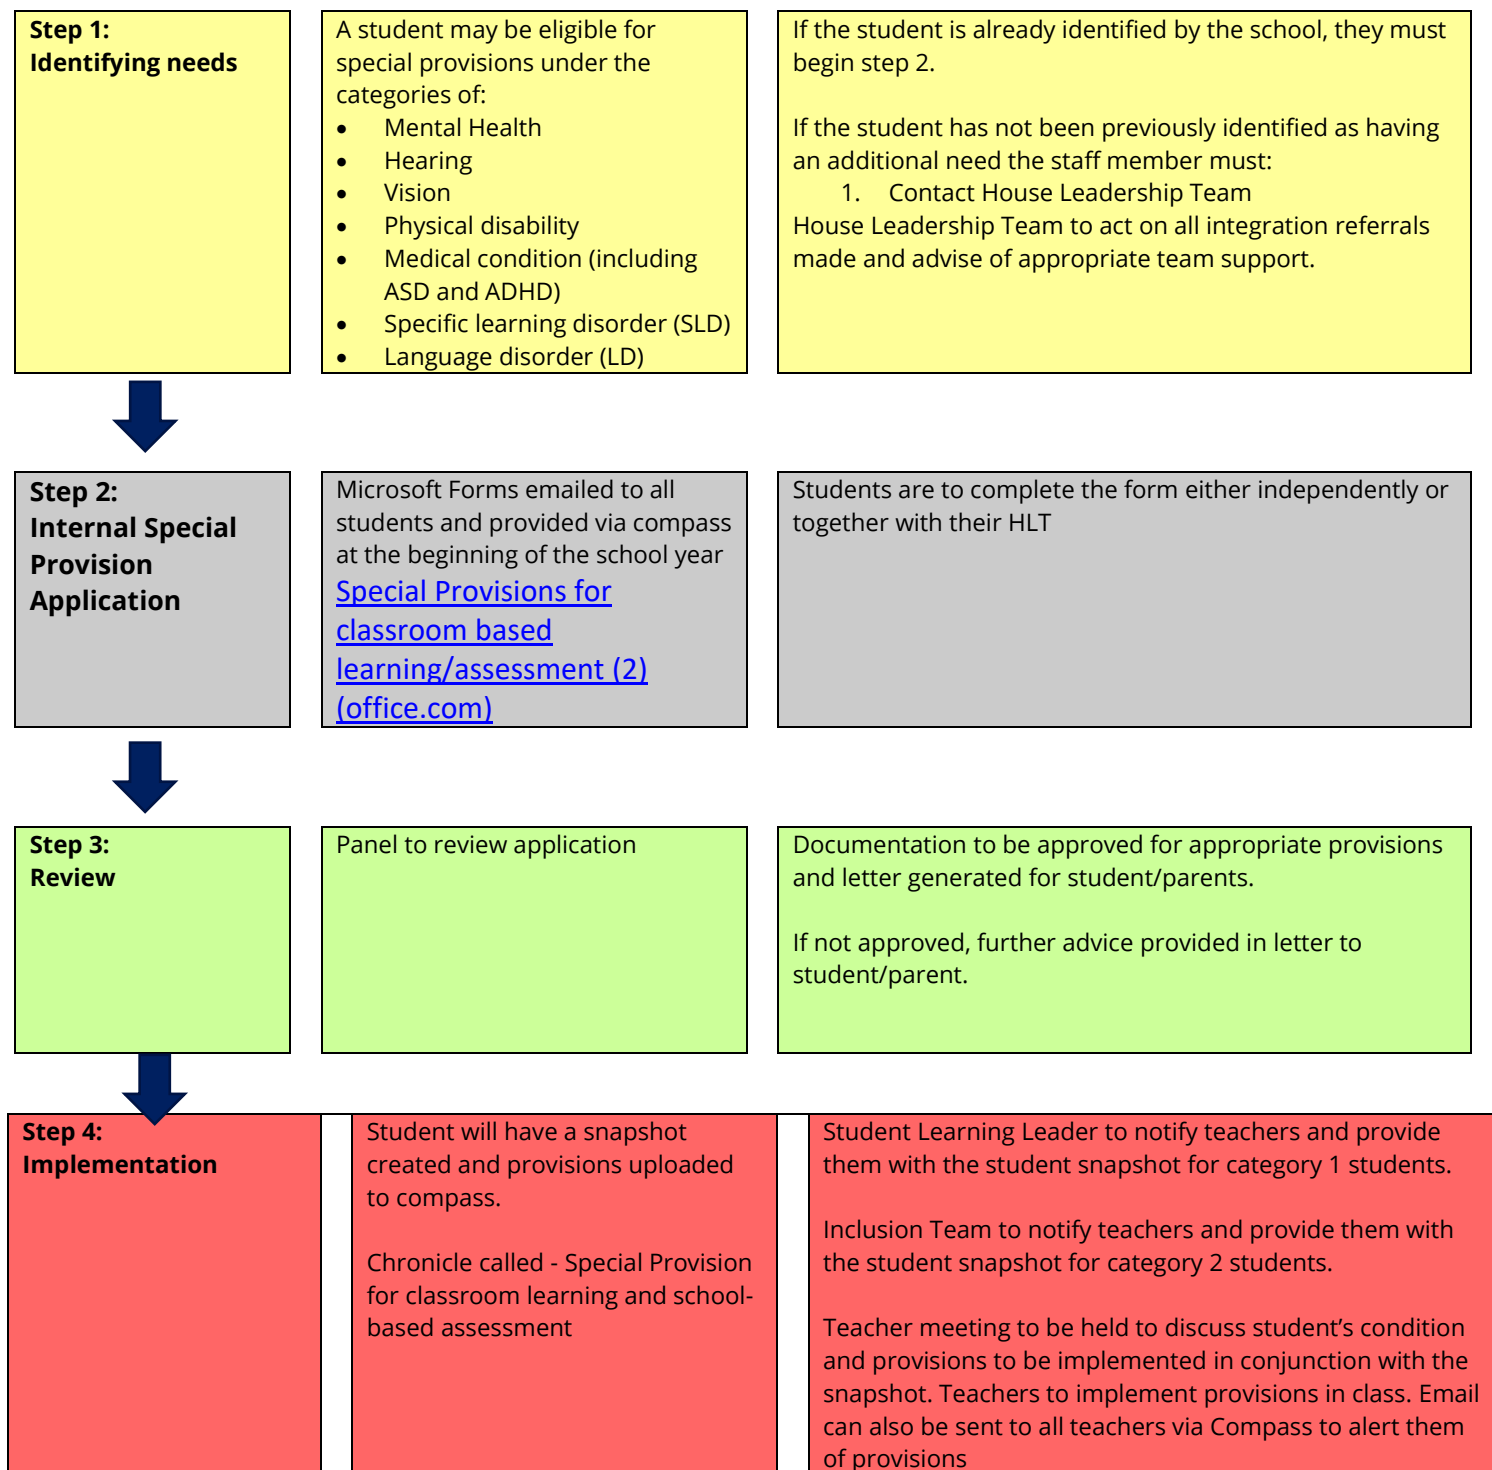 Step 1:
Identifying needs
A student may be eligible for
special provisions under the
categories of:
• Mental Health
• Hearing
• Vision
• Physical disability
• Medical condition (including
ASD and ADHD)
• Specific learning disorder (SLD)
• Language disorder (LD)
If the student is already identified by the school, they must
begin step 2.
If the student has not been previously identified as having
an additional need the staff member must:
1. Contact House Leadership Team
House Leadership Team to act on all integration referrals
made and advise of appropriate team support.
Step 2:
Internal Special
Provision
Application
Microsoft Forms emailed to all
students and provided via compass
at the beginning of the school year
Special Provisions for
classroom based
learning/assessment (2)
(office.com)
Students are to complete the form either independently or
together with their HLT
Step 3:
Review
Panel to review application
Documentation to be approved for appropriate provisions
and letter generated for student/parents.
If not approved, further advice provided in letter to
student/parent.
Step 4:
Implementation
Student will have a snapshot
created and provisions uploaded
to compass.
Chronicle called - Special Provision
for classroom learning and school-
based assessment
Student Learning Leader to notify teachers and provide
them with the student snapshot for category 1 students.
Inclusion Team to notify teachers and provide them with
the student snapshot for category 2 students.
Teacher meeting to be held to discuss student’s condition
and provisions to be implemented in conjunction with the
snapshot. Teachers to implement provisions in class. Email
can also be sent to all teachers via Compass to alert them
of provisions